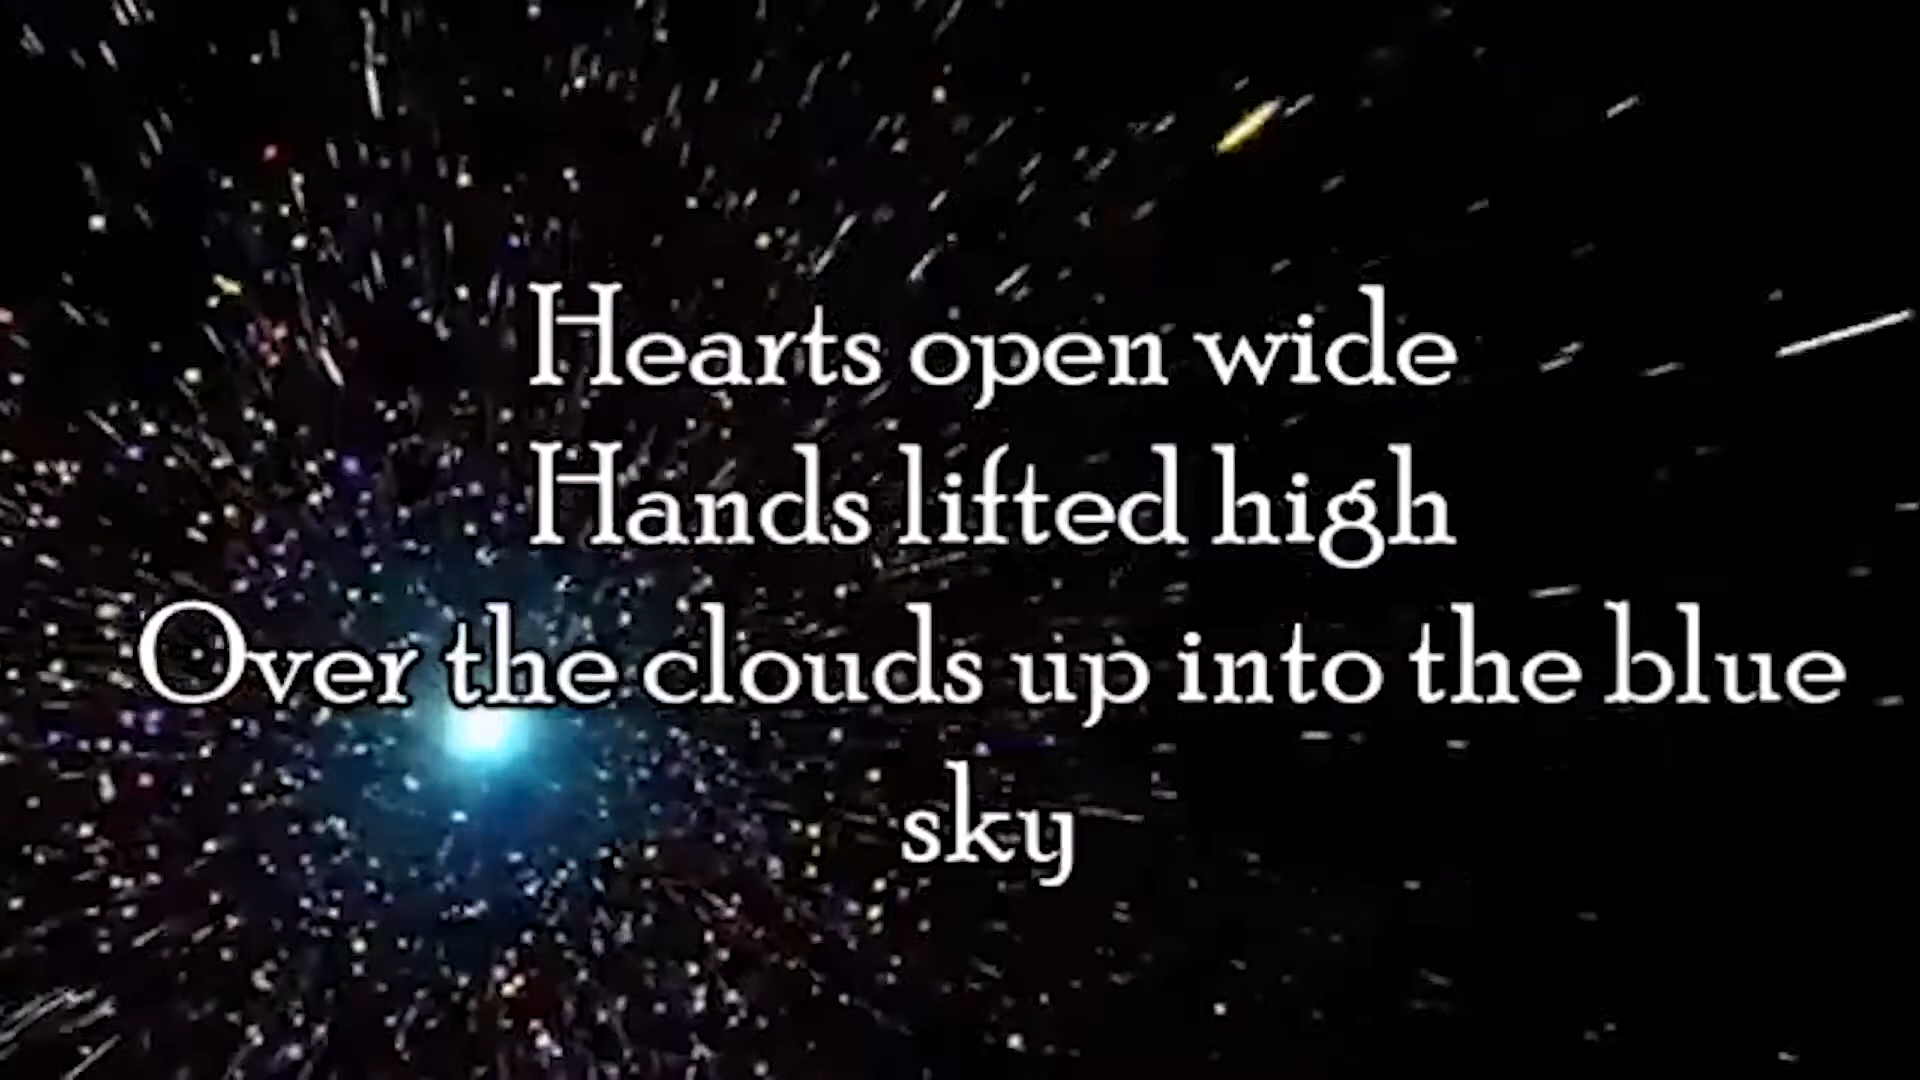 Hearts open wide
Hands lifted high
Over the clouds up into the blue
sky